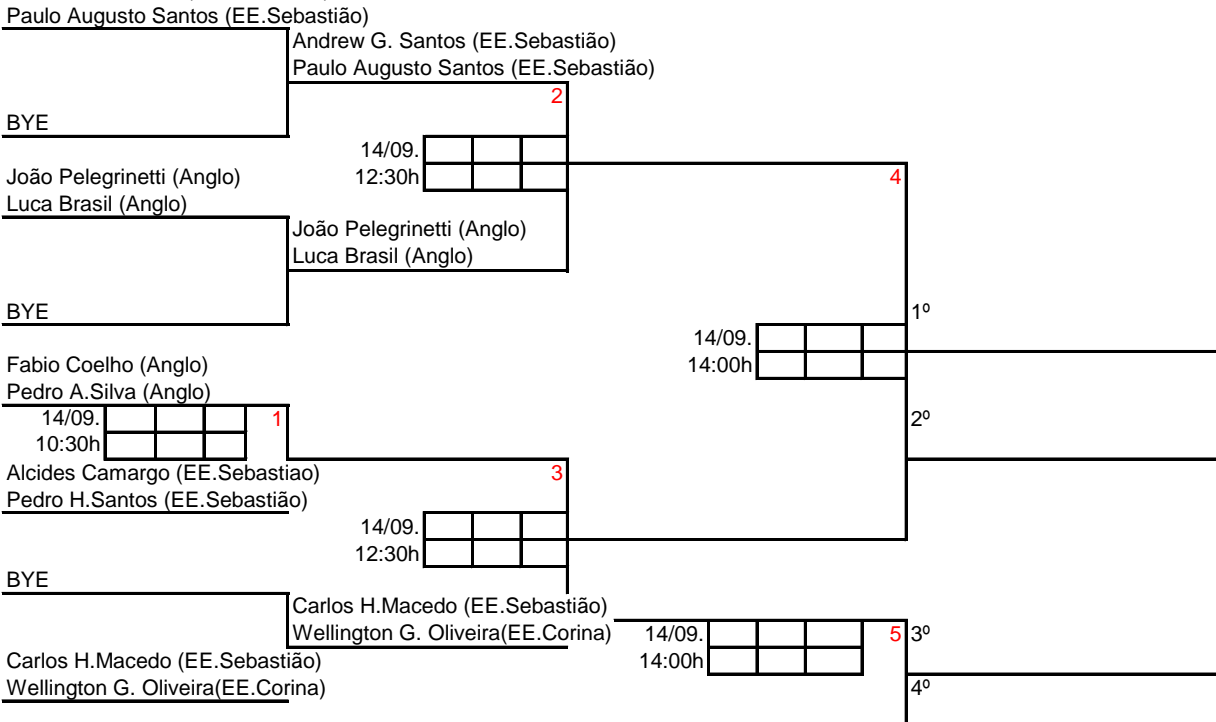 Paulo Augusto Santos (EE.Sebastião)
Andrew G. Santos (EE.Sebastião)
Paulo Augusto Santos (EE.Sebastião)
2
BYE
14/09.
12:30h
João Pelegrinetti (Anglo)
Luca Brasil (Anglo)
4
João Pelegrinetti (Anglo)
Luca Brasil (Anglo)
BYE
1º
14/09.
14:00h
Fabio Coelho (Anglo)
Pedro A.Silva (Anglo)
14/09.
10:30h
1
2º
Alcides Camargo (EE.Sebastiao)
Pedro H.Santos (EE.Sebastião)
3
14/09.
12:30h
BYE
Carlos H.Macedo (EE.Sebastião)
Wellington G. Oliveira(EE.Corina)
14/09.
14:00h
5
3º
Carlos H.Macedo (EE.Sebastião)
Wellington G. Oliveira(EE.Corina)
4º